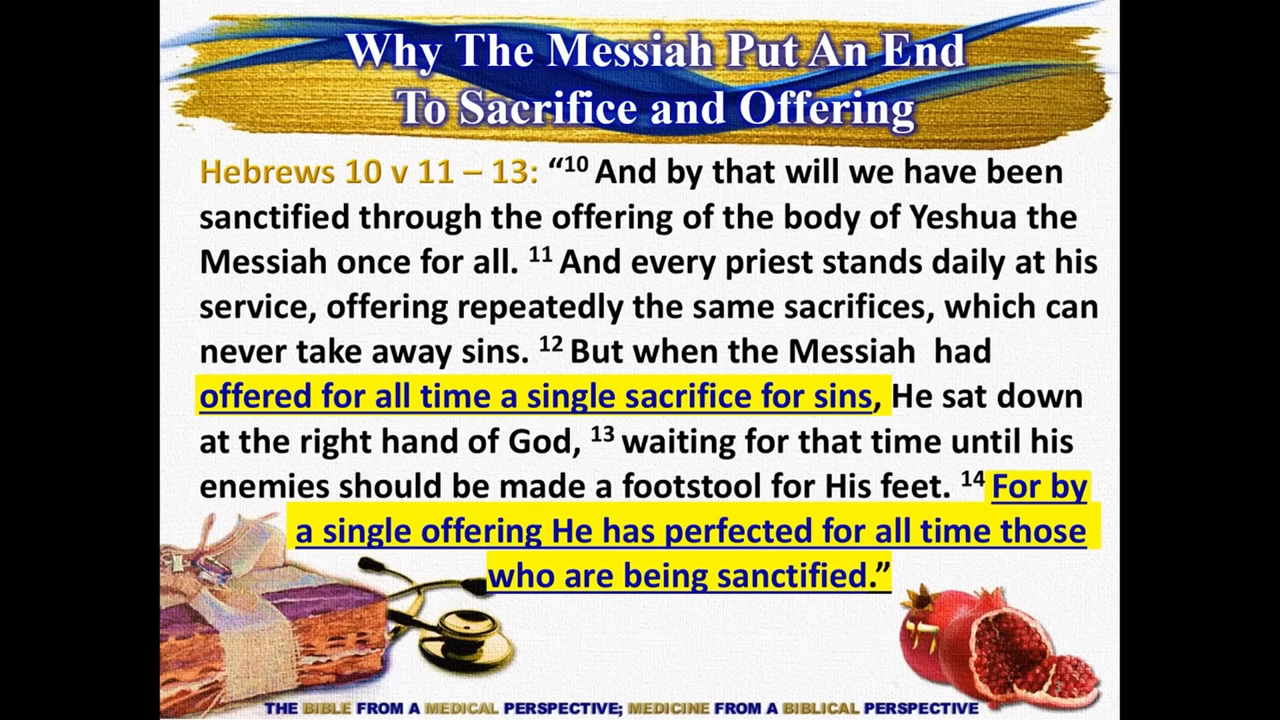 Why The Messiah Put An End
To Sacrifice and Offering
Hebrews 10 v 11 – 13: “10 And by that will we have been
sanctified through the offering of the body of Yeshua the
Messiah once for all. 11 And every priest stands daily at his
service, offering repeatedly the same sacrifices, which can
never take away sins. 12 But when the Messiah had
offered for all time a single sacrifice for sins, He sat down
at the right hand of God, 13 waiting for that time until his
enemies should be made a footstool for His feet. 14 For by
a single offering He has perfected for all time those
who are being sanctified.”
THE BIBLE FROM A MEDICAL PERSPECTIVE; MEDICINE FROM A BIBLICAL PERSPECTIVE